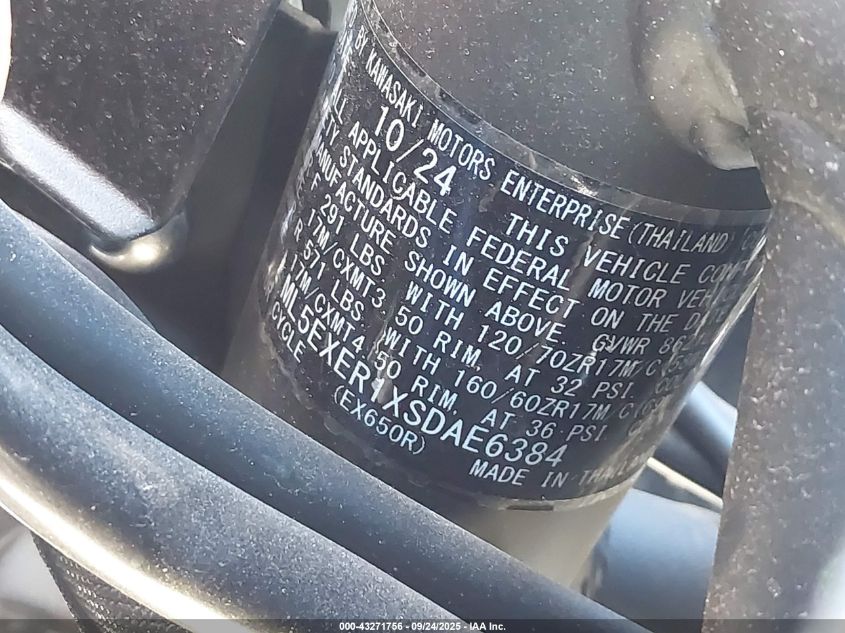 BY KAWASAKI MOTORS ENTERPRISE(THAILAND)
10/24 THIS VEHICLE
ALL APPLICABLE FEDERAL MOTOR
STANDARDS IN EFFECT ON THE
MANUFACTURE SHOWN ABOVE. GVWR
F 291 LBS WITH 120/70ZR17M/C
17M/CXMT3.50 RIM, AT 32 PSI.
R 571 LBS WITH 160/60ZR17M/C
17M/CXMT4.50 RIM, AT 36 PSI
ML5EXER1XSDAE6384
CYCLE (EX650R) MADE IN
000-43271756 - 09/24/2025 - IAA Inc.